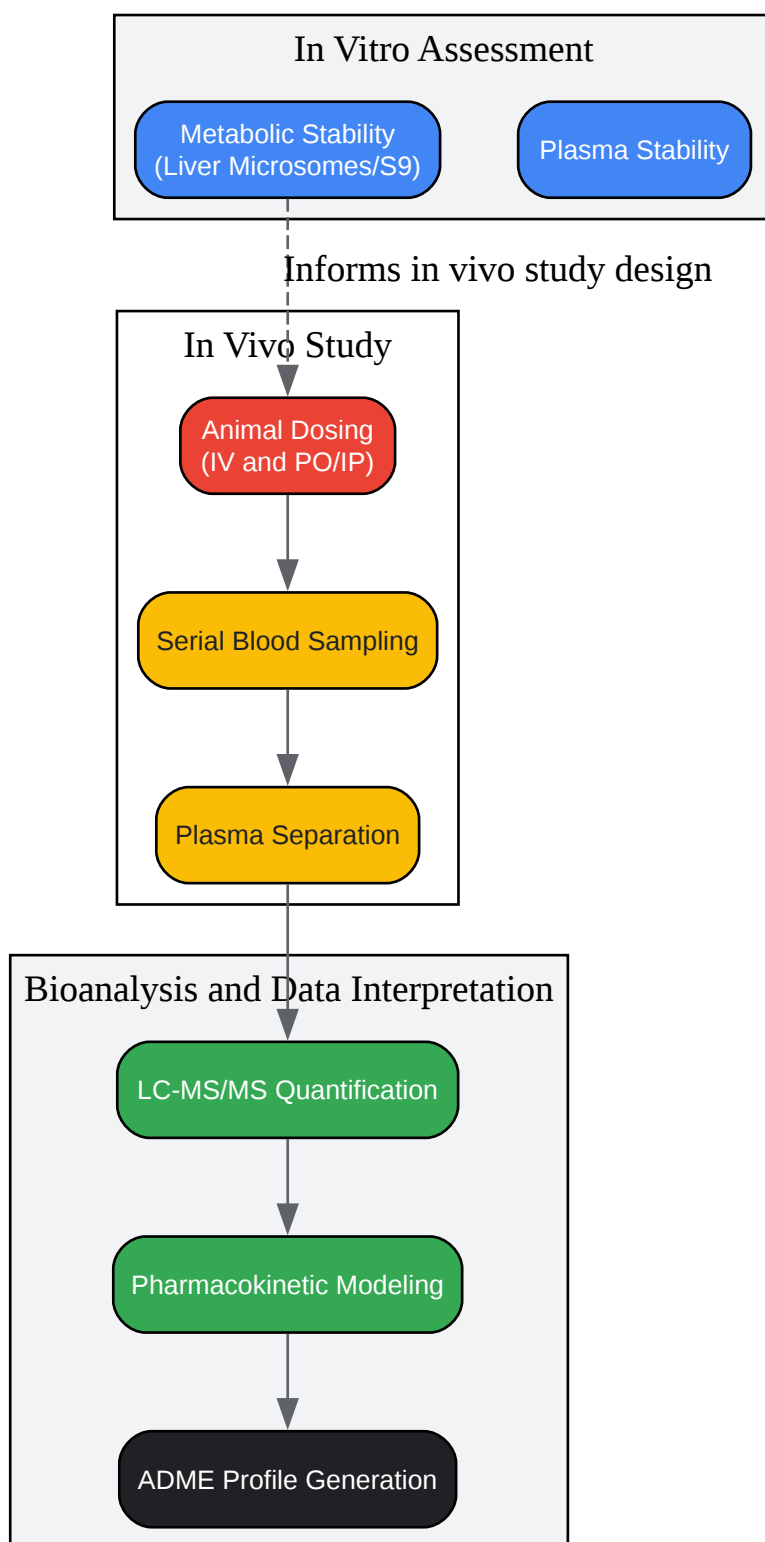 In Vitro Assessment
Metabolic Stability
(Liver Microsomes/S9)
Plasma Stability
Informs in vivo study design
In Vivo Study
Animal Dosing
(IV and PO/IP)
Serial Blood Sampling
Plasma Separation
Bioanalysis and Data Interpretation
LC-MS/MS Quantification
Pharmacokinetic Modeling
ADME Profile Generation